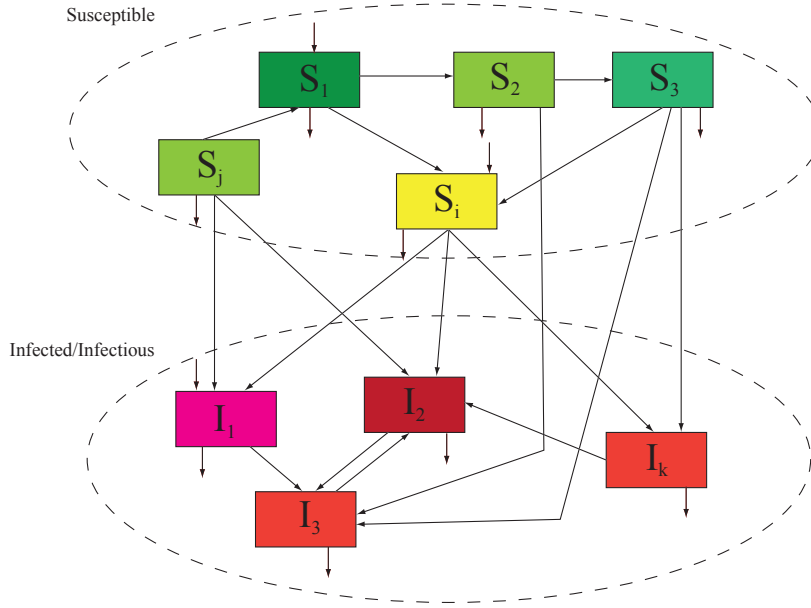 Susceptible
S1
S2
S3
Sj
Si
Infected/Infectious
I1
I2
Ik
I3